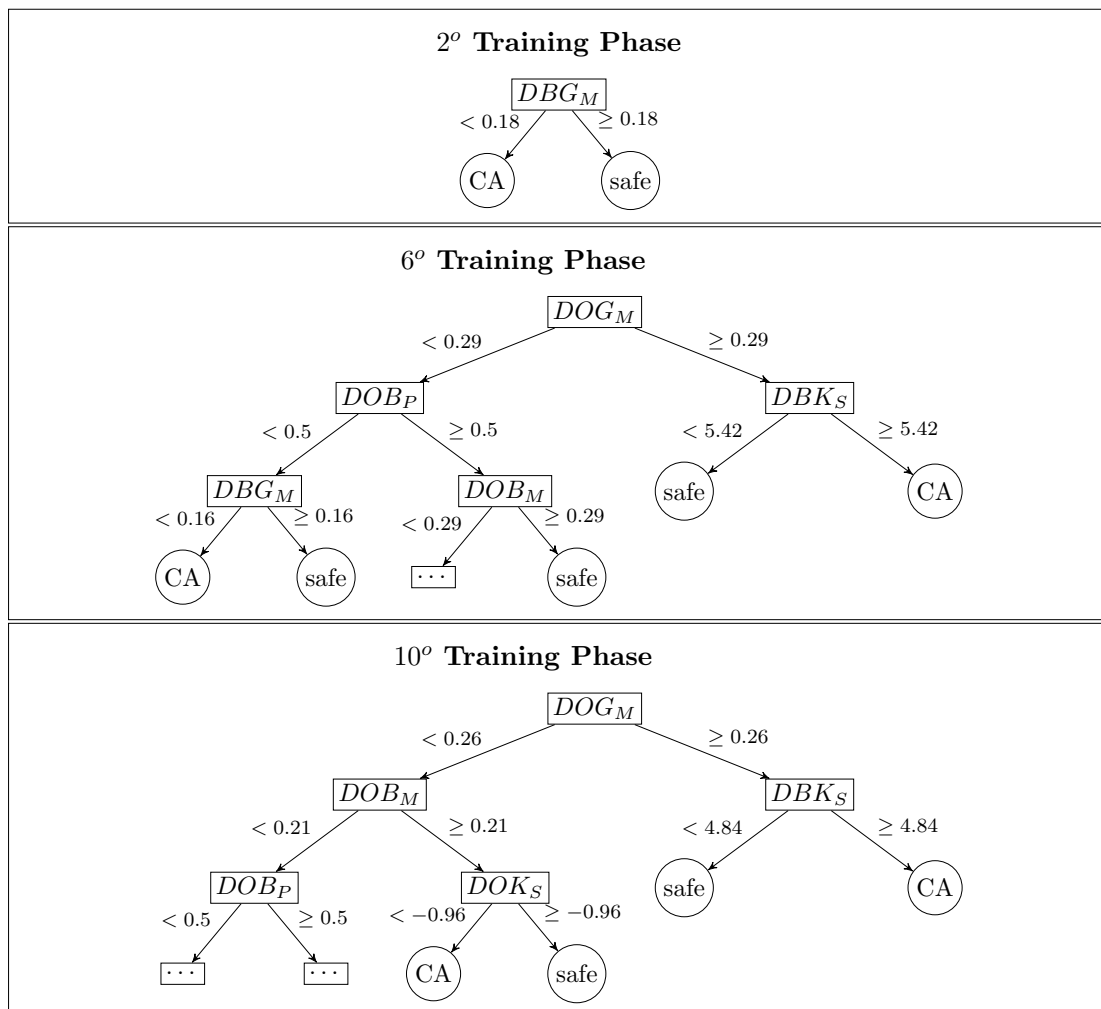 2º Training Phase
DBG_M
< 0.18 ≥ 0.18
CA safe
6º Training Phase
DOG_M
< 0.29 ≥ 0.29
DOB_P DBK_S
< 0.5 ≥ 0.5 < 5.42 ≥ 5.42
DBG_M DOB_M safe CA
< 0.16 ≥ 0.16 < 0.29 ≥ 0.29
CA safe ... safe
10º Training Phase
DOG_M
< 0.26 ≥ 0.26
DOB_M DBK_S
< 0.21 ≥ 0.21 < 4.84 ≥ 4.84
DOB_P DOK_S safe CA
< 0.5 ≥ 0.5 < −0.96 ≥ −0.96
... ... CA safe